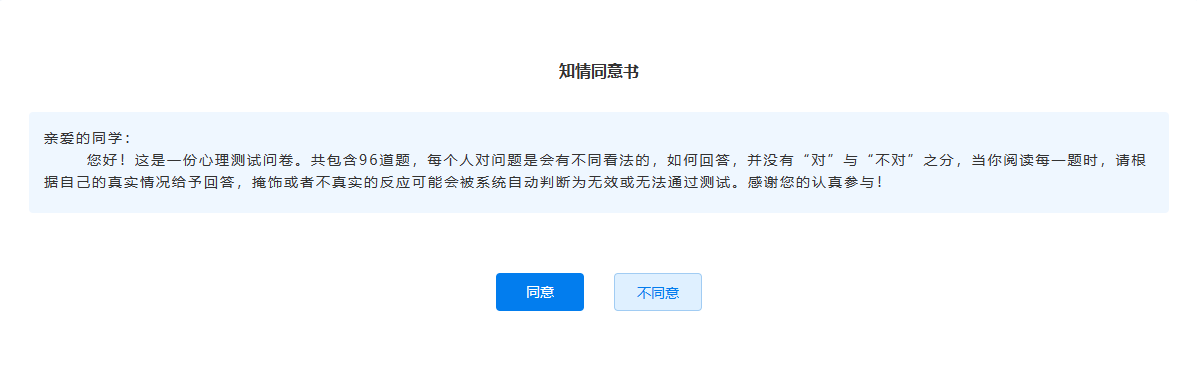 知情同意书
亲爱的同学：
您好！这是一份心理测试问卷。共包含96道题，每个人对问题是会有不同看法的，如何回答，并没有“对”与“不对”之分，当你阅读每一题时，请根
据自己的真实情况给予回答，掩饰或者不真实的反应可能会被系统自动判断为无效或无法通过测试。感谢您的认真参与！
同意
不同意